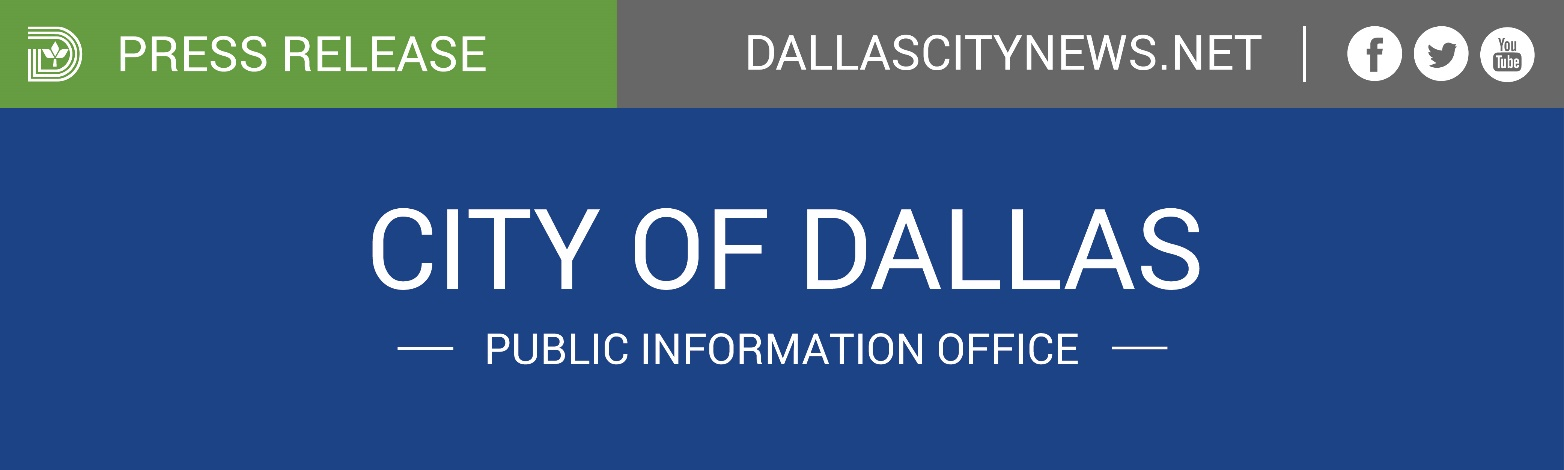 PRESS RELEASE
DALLASCITYNEWS.NET
f
You
Tube
CITY OF DALLAS
PUBLIC INFORMATION OFFICE